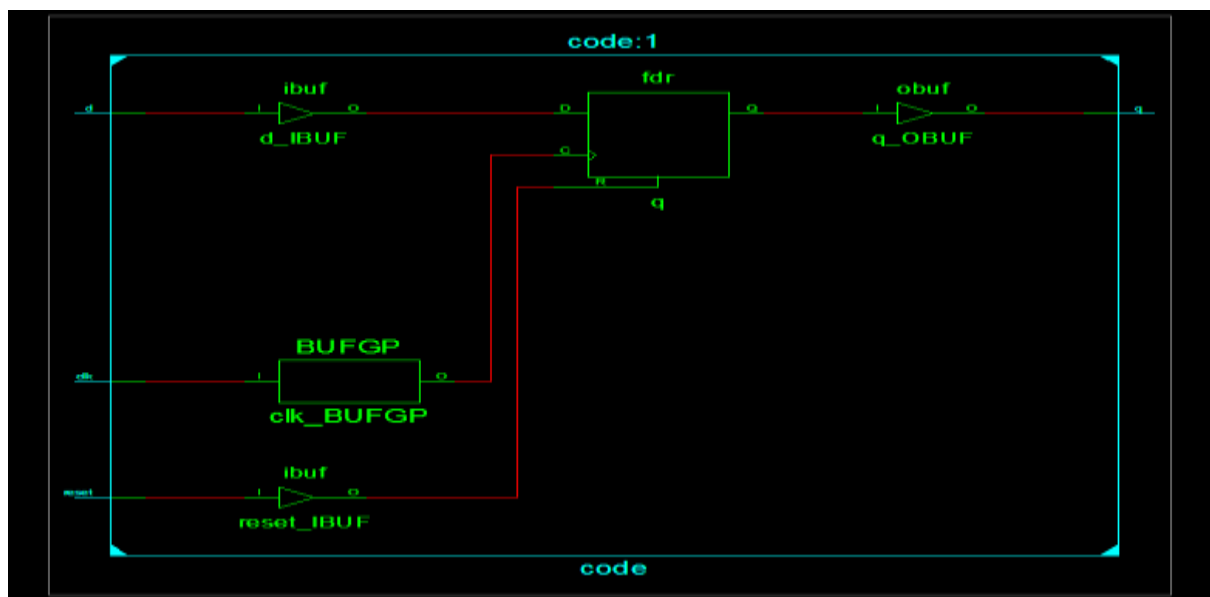 code:1
ibuf
fdr
obuf
d
I
O
D
Q
I
O
q
d_IBUF
q_OBUF
C
R
q
BUFGP
clk
I
O
clk_BUFGP
ibuf
reset
I
O
reset_IBUF
code